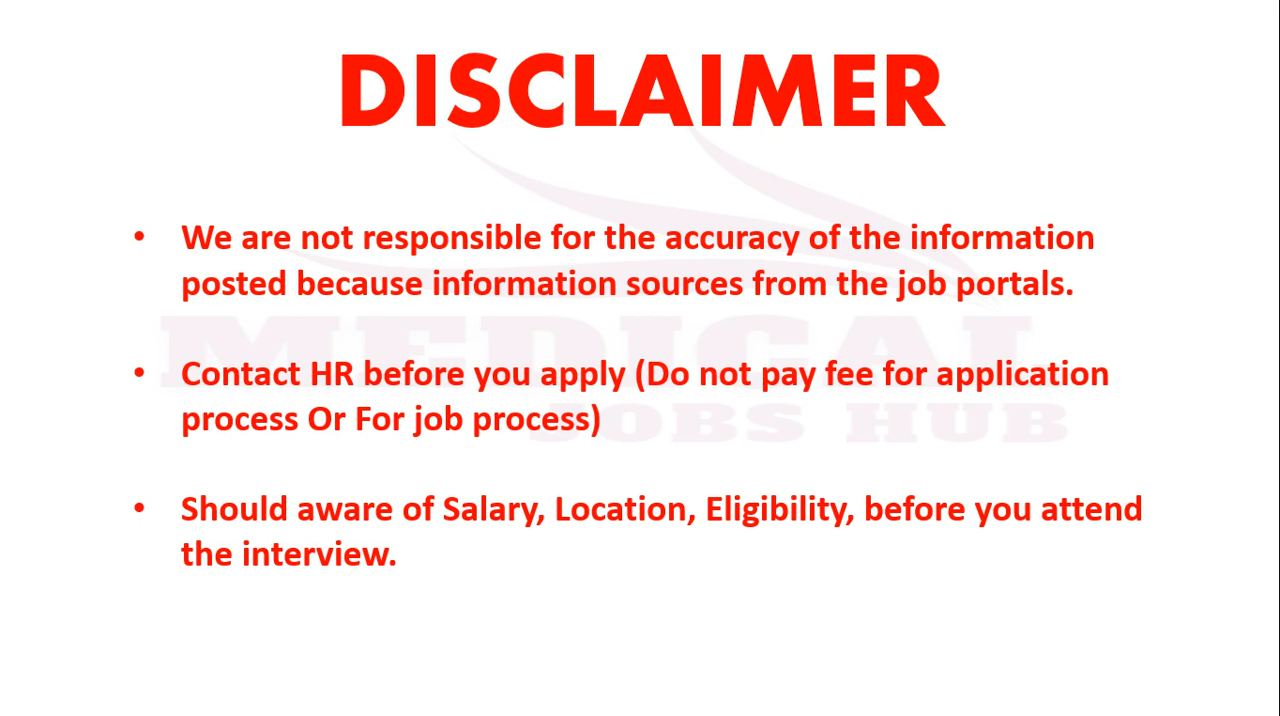 DISCLAIMER
• We are not responsible for the accuracy of the information
posted because information sources from the job portals.
MEDICAL
• Contact HR before you apply (Do not pay fee for application
process Or For job process)
JOBS HUB
• Should aware of Salary, Location, Eligibility, before you attend
the interview.